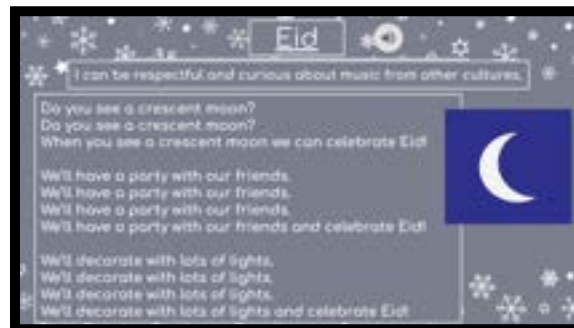 Eid
I can be respectful and curious about music from other cultures.
Do you see a crescent moon?
Do you see a crescent moon?
When you see a crescent moon we can celebrate Eid!
We'll have a party with our friends.
We'll have a party with our friends.
We'll have a party with our friends.
We'll have a party with our friends and celebrate Eid!
We'll decorate with lots of lights,
We'll decorate with lots of lights,
We'll decorate with lots of lights.
We'll decorate with lots of lights and celebrate Eid!